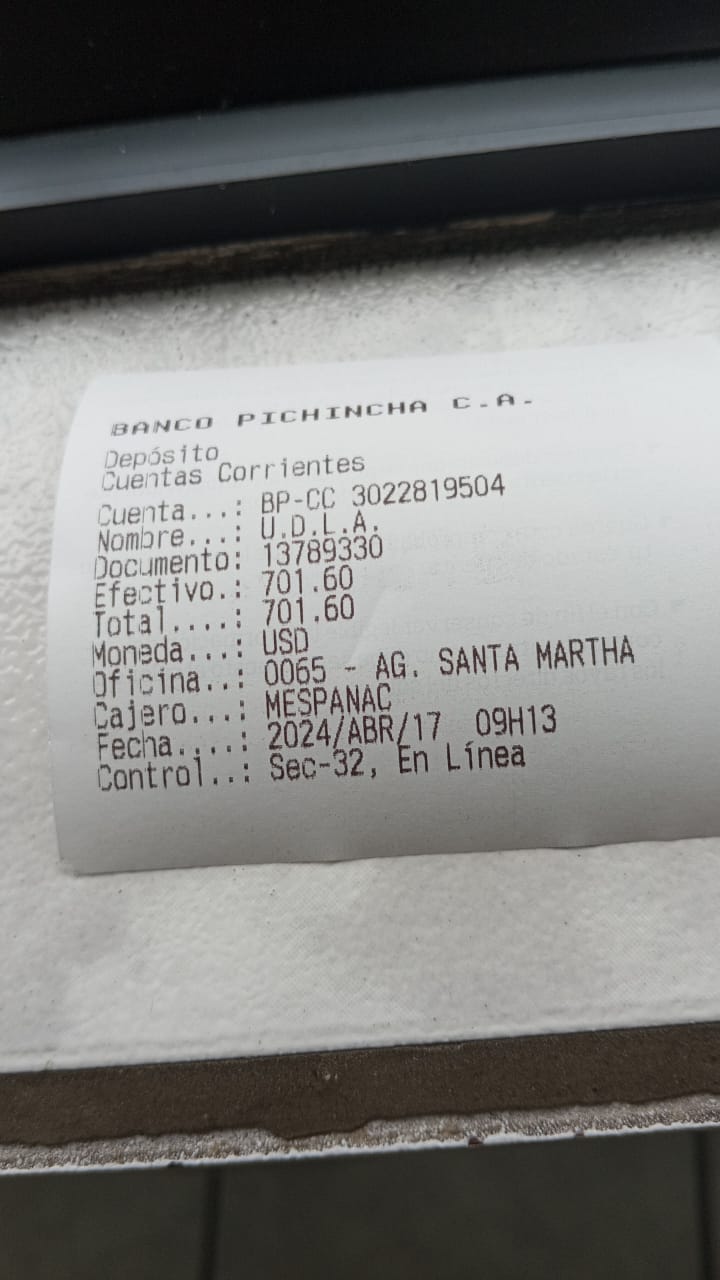 BANCO PICHINCHA C.A.
Depósito
Cuentas Corrientes
Cuenta...: BP-CC 3022819504
Nombre...: U.D.L.A.
Documento: 13789330
Efectivo.: 701.60
Total....: 701.60
Moneda...: USD
Oficina..: 0065 - AG. SANTA MARTHA
Cajero...: MESPANAC
Fecha....: 2024/ABR/17  09H13
Control..: Sec-32, En Línea